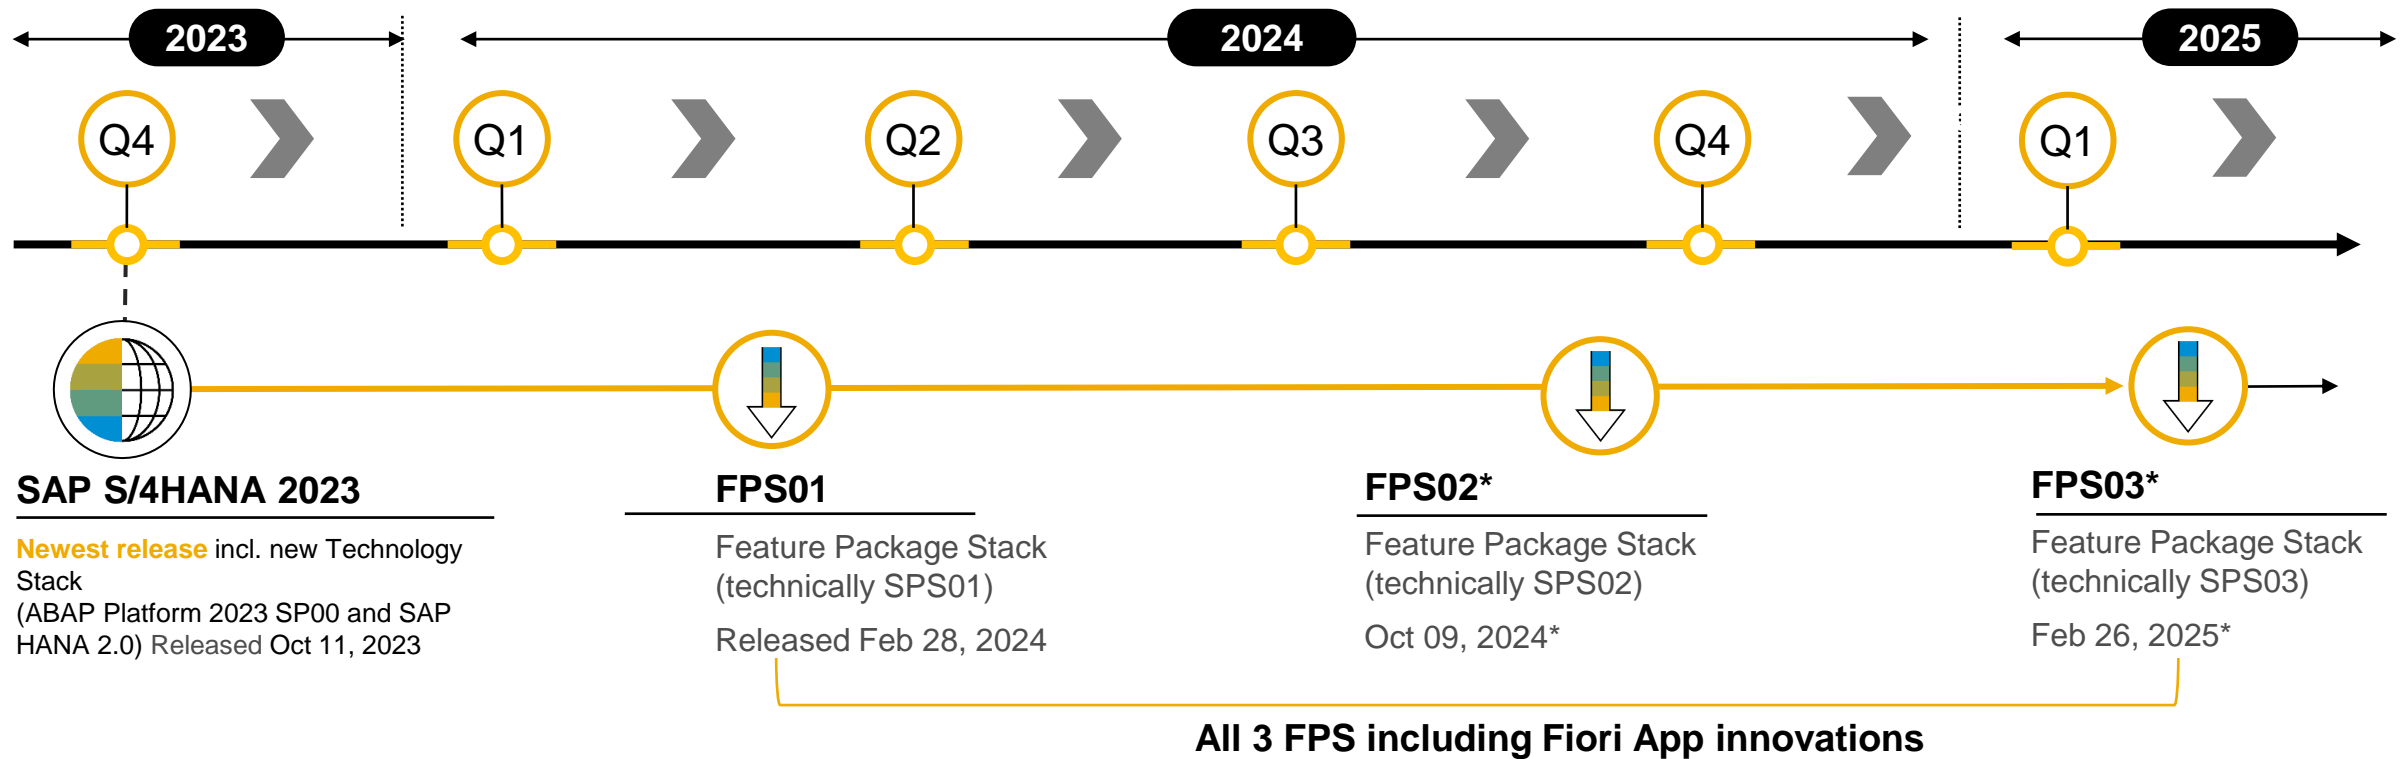 2023
2024
2025
Q4
Q1
Q2
Q3
Q4
Q1
SAP S/4HANA 2023
Newest release incl. new Technology
Stack
(ABAP Platform 2023 SP00 and SAP
HANA 2.0) Released Oct 11, 2023
FPS01
Feature Package Stack
(technically SPS01)
Released Feb 28, 2024
FPS02*
Feature Package Stack
(technically SPS02)
Oct 09, 2024*
FPS03*
Feature Package Stack
(technically SPS03)
Feb 26, 2025*
All 3 FPS including Fiori App innovations